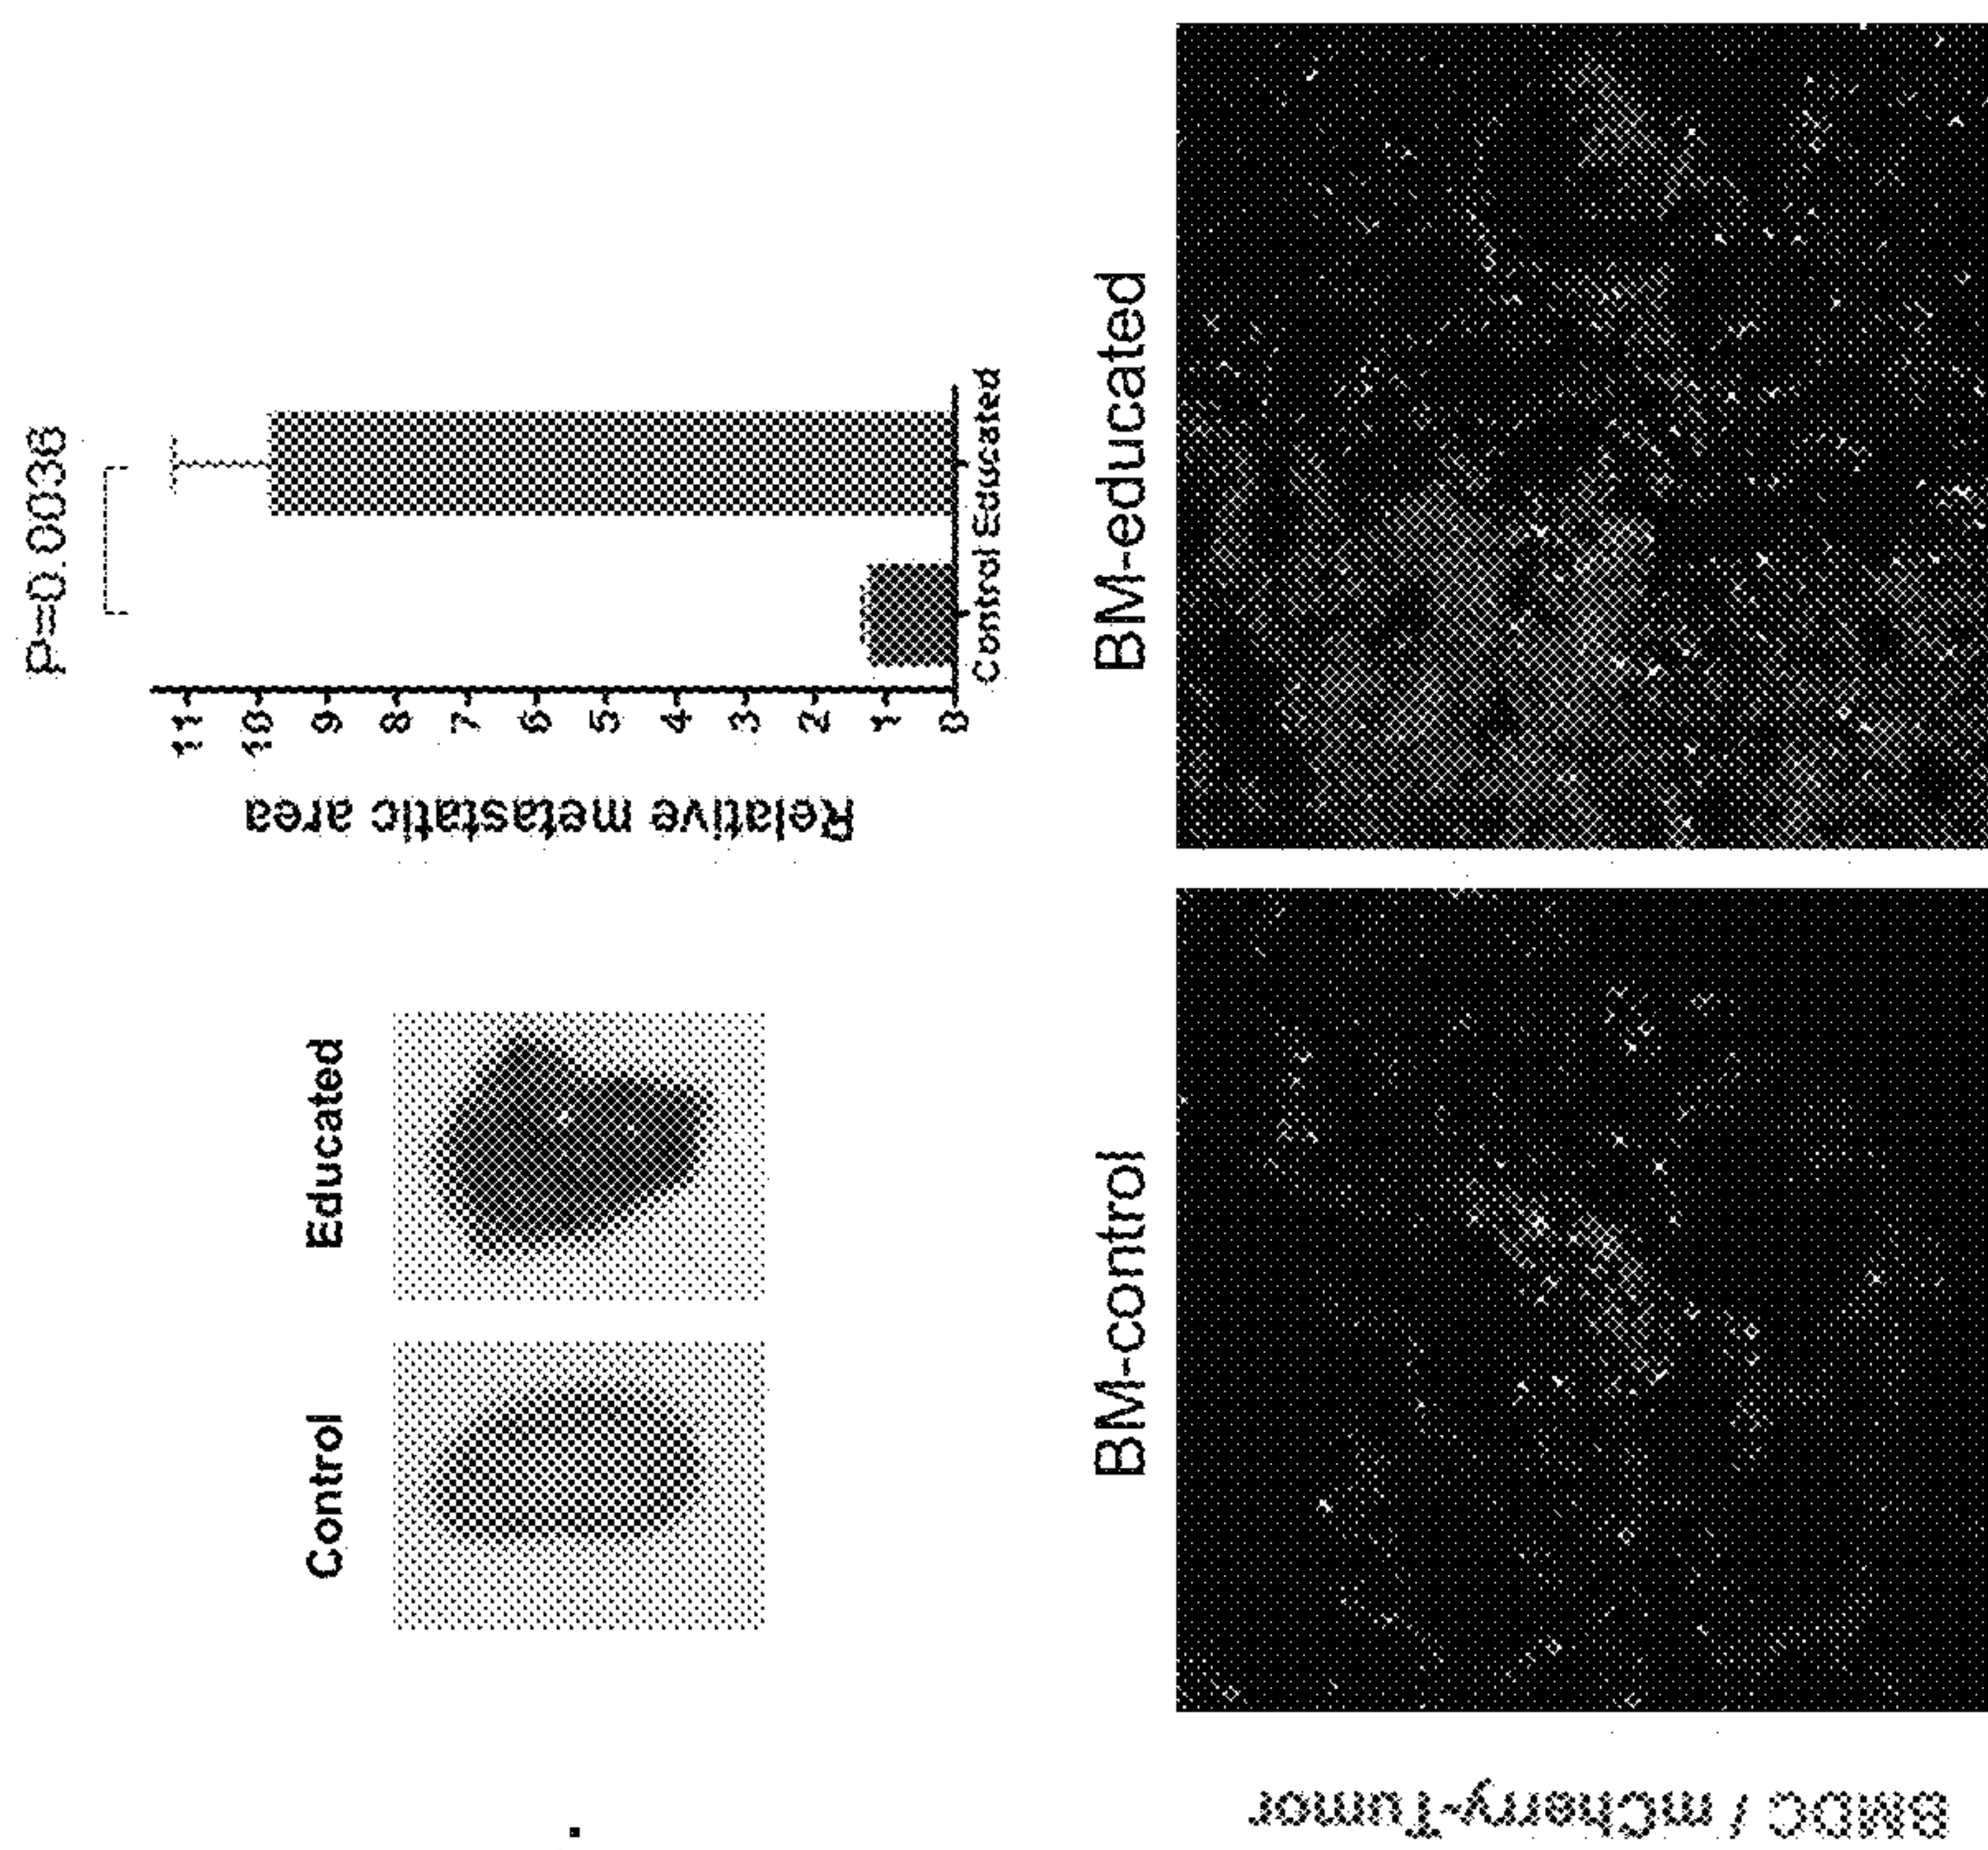 Control
Educated
P=0.0038
Relative metastatic area
11
10
9
8
7
6
5
4
3
2
1
0
Control Educated
BM-control
BM-educated
BMDC / mCherry-Tumor